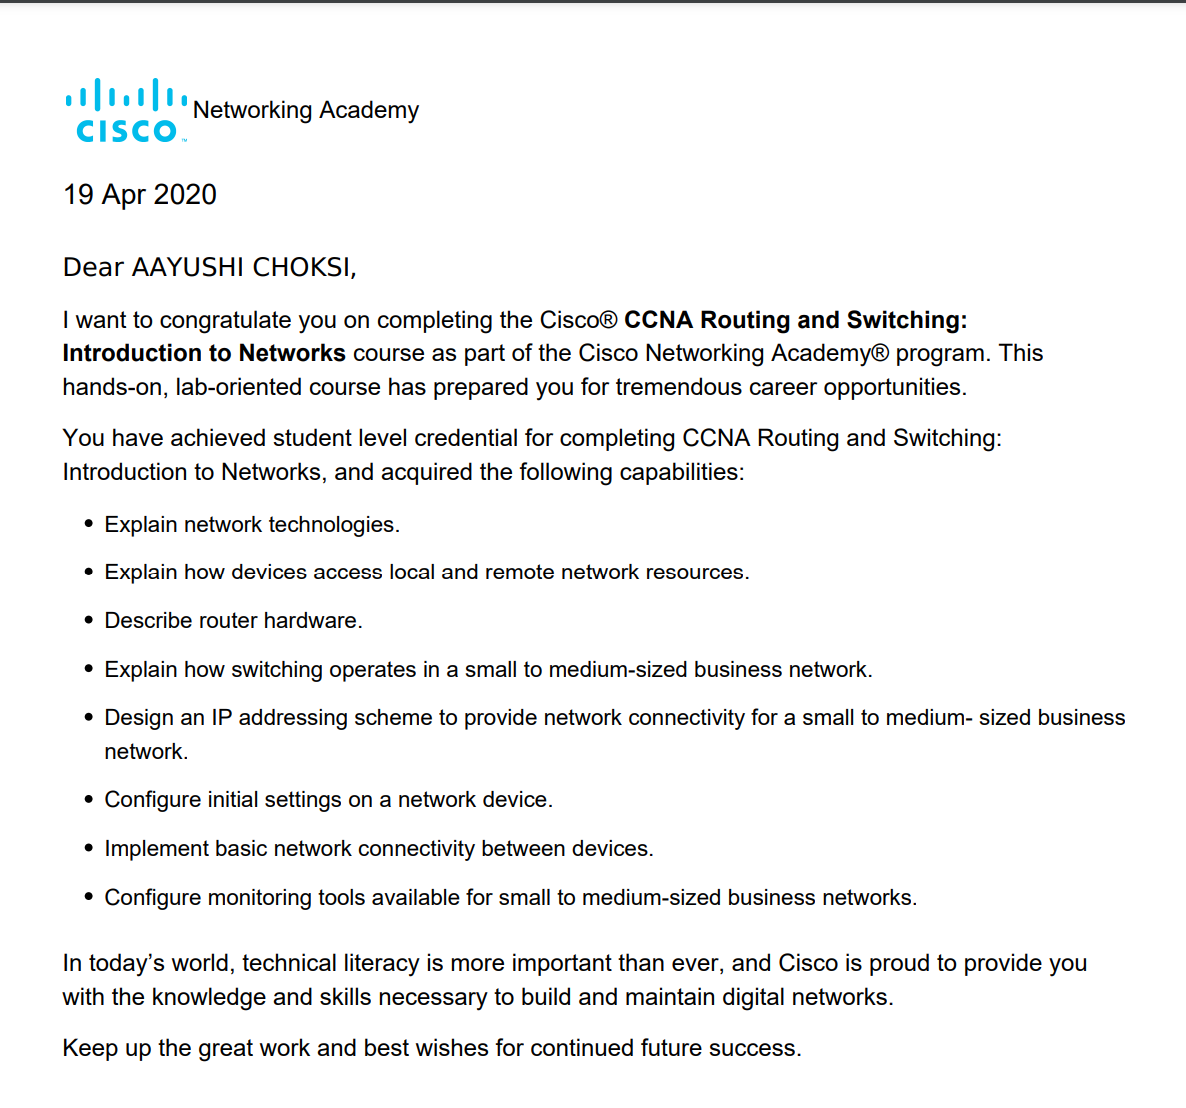 CISCO™ Networking Academy
19 Apr 2020
Dear AAYUSHI CHOKSI,
I want to congratulate you on completing the Cisco® CCNA Routing and Switching:
Introduction to Networks course as part of the Cisco Networking Academy® program. This
hands-on, lab-oriented course has prepared you for tremendous career opportunities.
You have achieved student level credential for completing CCNA Routing and Switching:
Introduction to Networks, and acquired the following capabilities:
• Explain network technologies.
• Explain how devices access local and remote network resources.
• Describe router hardware.
• Explain how switching operates in a small to medium-sized business network.
• Design an IP addressing scheme to provide network connectivity for a small to medium- sized business
network.
• Configure initial settings on a network device.
• Implement basic network connectivity between devices.
• Configure monitoring tools available for small to medium-sized business networks.
In today’s world, technical literacy is more important than ever, and Cisco is proud to provide you
with the knowledge and skills necessary to build and maintain digital networks.
Keep up the great work and best wishes for continued future success.